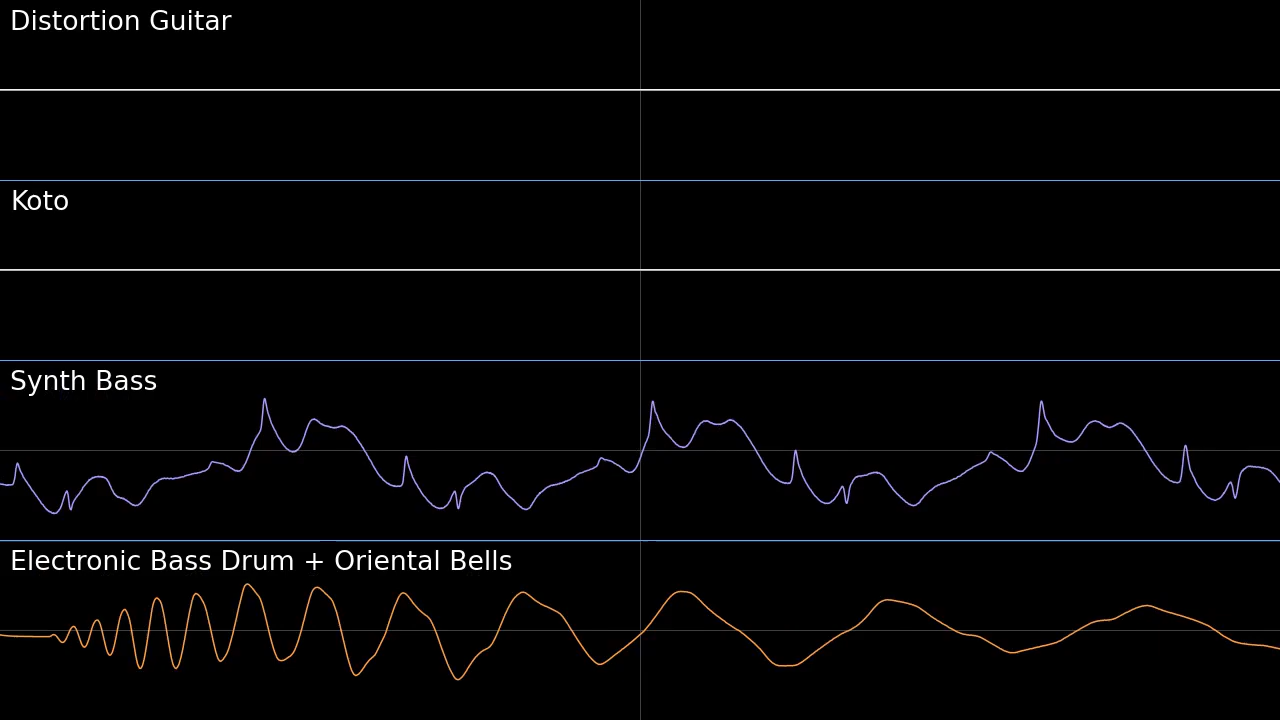 Distortion Guitar
Koto
Synth Bass
Electronic Bass Drum + Oriental Bells